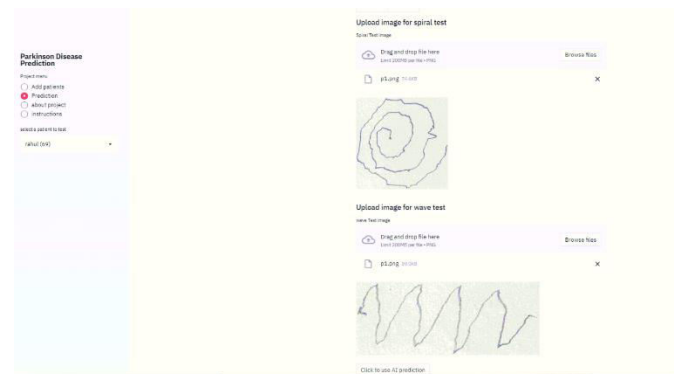 Parkinson Disease
Prediction
Project menu
Add patients
Prediction
About project
Instructions
select a patient to test
rahul (69)
Upload image for spiral test
Spiral Test image
Drag and drop file here
Limit 200MB per file • PNG
Browse files
p1.png
Upload image for wave test
wave Test image
Drag and drop file here
Limit 200MB per file • PNG
Browse files
p1.png
Click to use AI prediction